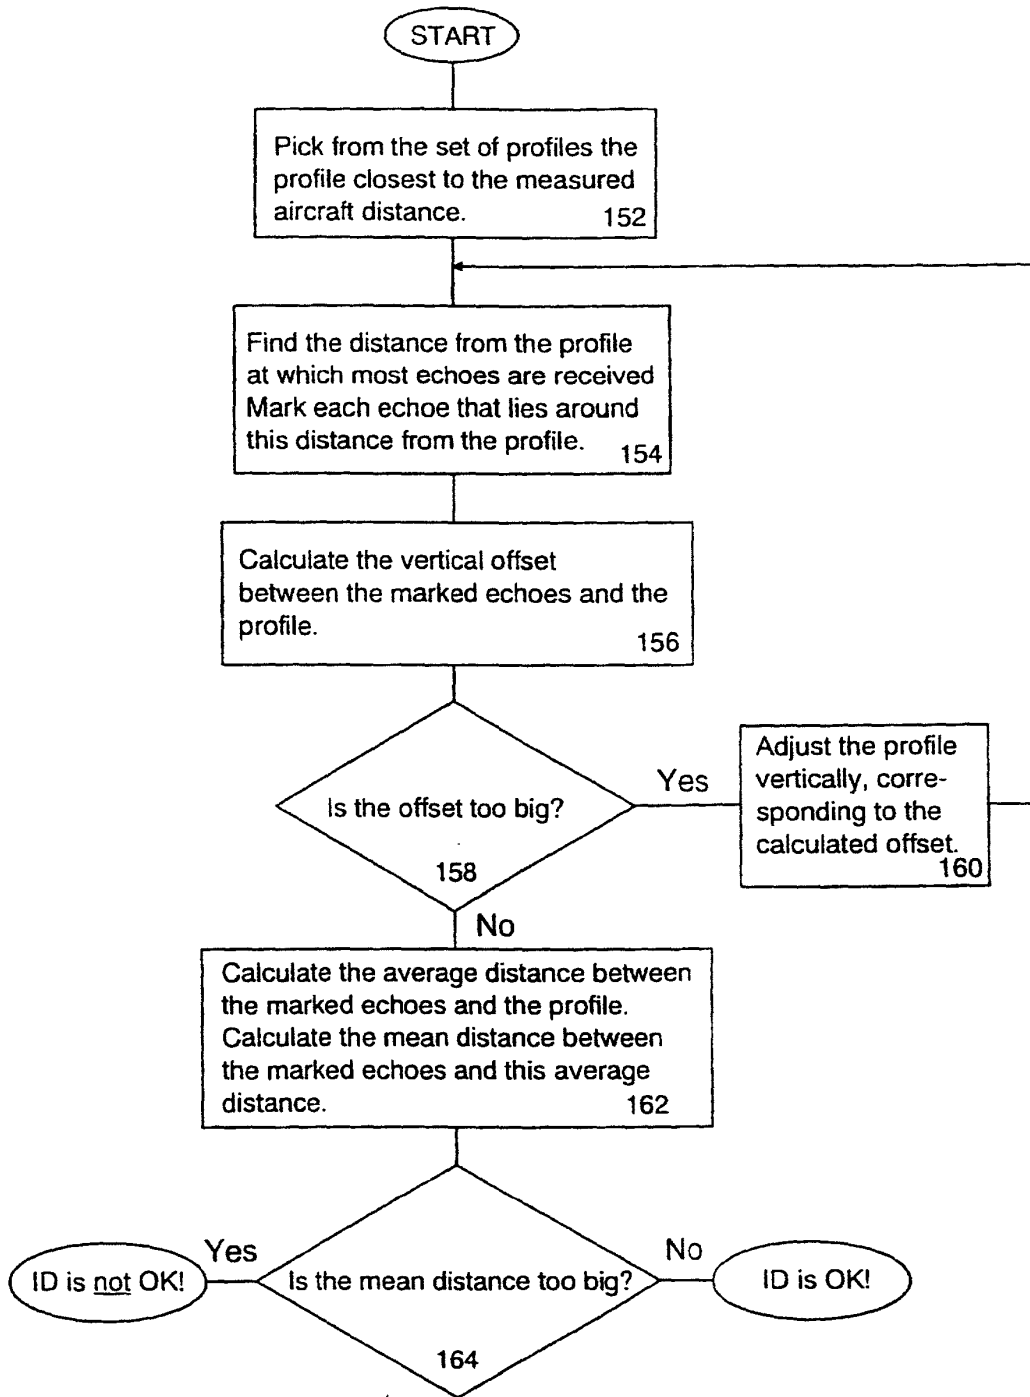 START
Pick from the set of profiles the
profile closest to the measured
aircraft distance.
152
Find the distance from the profile
at which most echoes are received
Mark each echoe that lies around
this distance from the profile.
154
Calculate the vertical offset
between the marked echoes and the
profile.
156
Is the offset too big?
158
Yes
Adjust the profile
vertically, corre-
sponding to the
calculated offset.
160
No
Calculate the average distance between
the marked echoes and the profile.
Calculate the mean distance between
the marked echoes and this average
distance.
162
Is the mean distance too big?
164
Yes
ID is not OK!
No
ID is OK!